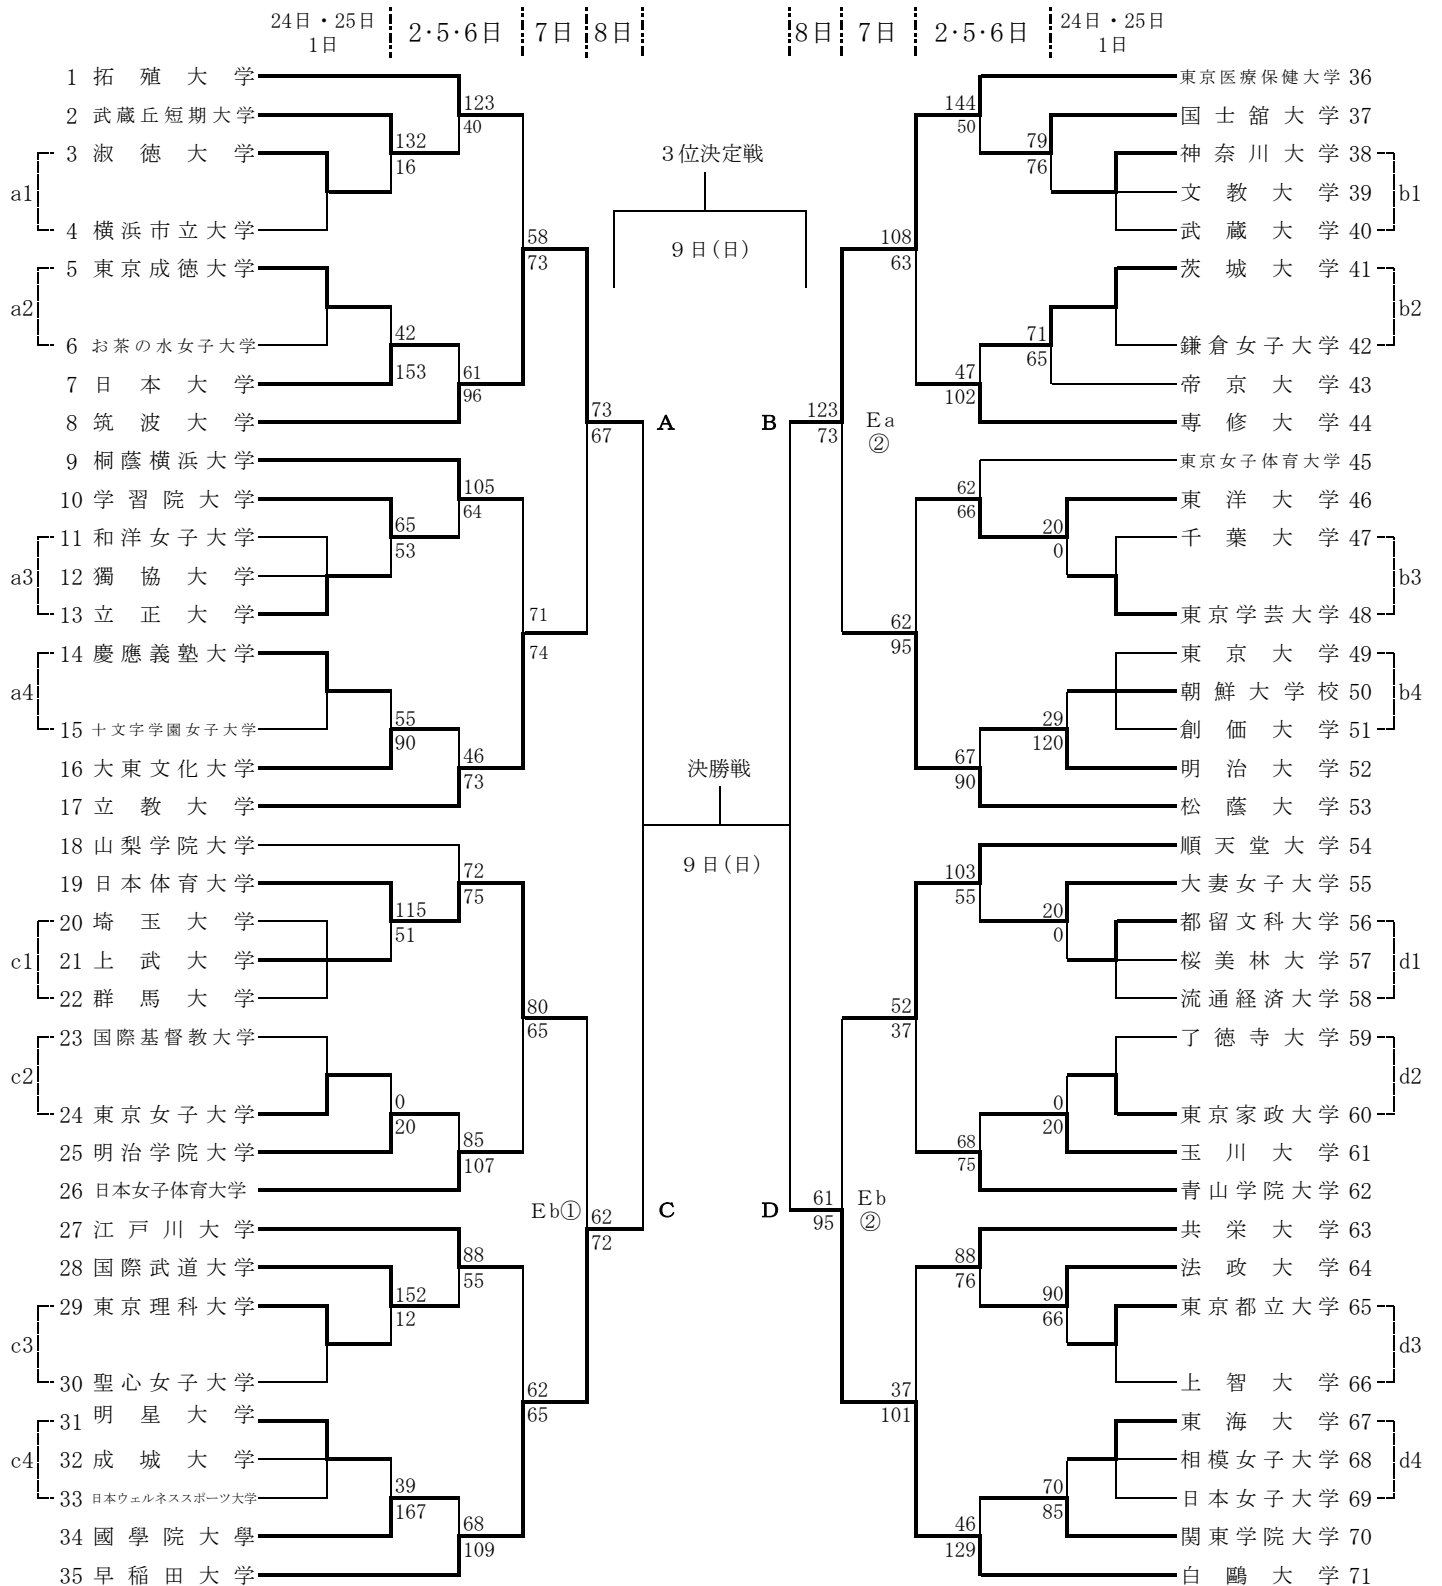 24日・25日
1日
2・5・6日
7日
8日
8日
7日
2・5・6日
24日・25日
1日
1 拓殖大学
2 武蔵丘短期大学
3 淑徳大学
4 横浜市立大学
5 東京成徳大学
6 お茶の水女子大学
7 日本大学
8 筑波大学
9 桐蔭横浜大学
10 学習院大学
11 和洋女子大学
12 獨協大学
13 立正大学
14 慶應義塾大学
15 十文字学園女子大学
16 大東文化大学
17 立教大学
18 山梨学院大学
19 日本体育大学
20 埼玉大学
21 上武大学
22 群馬大学
23 国際基督教大学
24 東京女子大学
25 明治学院大学
26 日本女子体育大学
27 江戸川大学
28 国際武道大学
29 東京理科大学
30 聖心女子大学
31 明星大学
32 成城大学
33 日本ウェルネススポーツ大学
34 國學院大學
35 早稲田大学
a1
a2
a3
a4
c1
c2
c3
c4
132
16
42
153
65
53
55
90
115
51
0
20
152
12
39
167
123
40
61
96
105
64
46
73
72
75
85
107
88
55
68
109
58
73
71
74
80
65
62
65
73
67
Eb①
62
72
A
C
3位決定戦
9日(日)
決勝戦
9日(日)
B
D
123
73
Ea
②
61
95
Eb
②
108
63
62
95
52
37
37
101
144
50
47
102
62
66
67
90
103
55
68
75
88
76
46
129
79
76
71
65
20
0
29
120
20
0
0
20
90
66
70
85
東京医療保健大学 36
国士舘大学 37
神奈川大学 38
文教大学 39
武蔵大学 40
茨城大学 41
鎌倉女子大学 42
帝京大学 43
専修大学 44
東京女子体育大学 45
東洋大学 46
千葉大学 47
東京学芸大学 48
東京大学 49
朝鮮大学校 50
創価大学 51
明治大学 52
松蔭大学 53
順天堂大学 54
大妻女子大学 55
都留文科大学 56
桜美林大学 57
流通経済大学 58
了徳寺大学 59
東京家政大学 60
玉川大学 61
青山学院大学 62
共栄大学 63
法政大学 64
東京都立大学 65
上智大学 66
東海大学 67
相模女子大学 68
日本女子大学 69
関東学院大学 70
白鷗大学 71
b1
b2
b3
b4
d1
d2
d3
d4